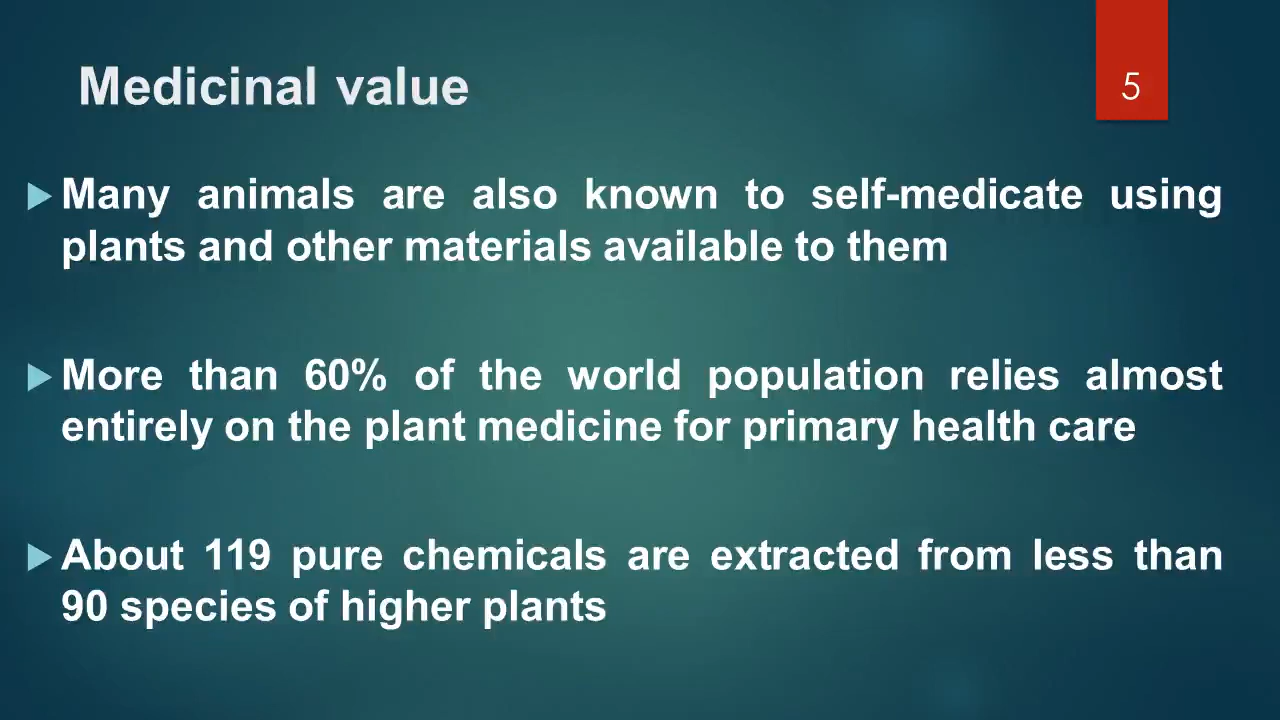 Medicinal value
5
Many animals are also known to self-medicate using
plants and other materials available to them
More than 60% of the world population relies almost
entirely on the plant medicine for primary health care
About 119 pure chemicals are extracted from less than
90 species of higher plants